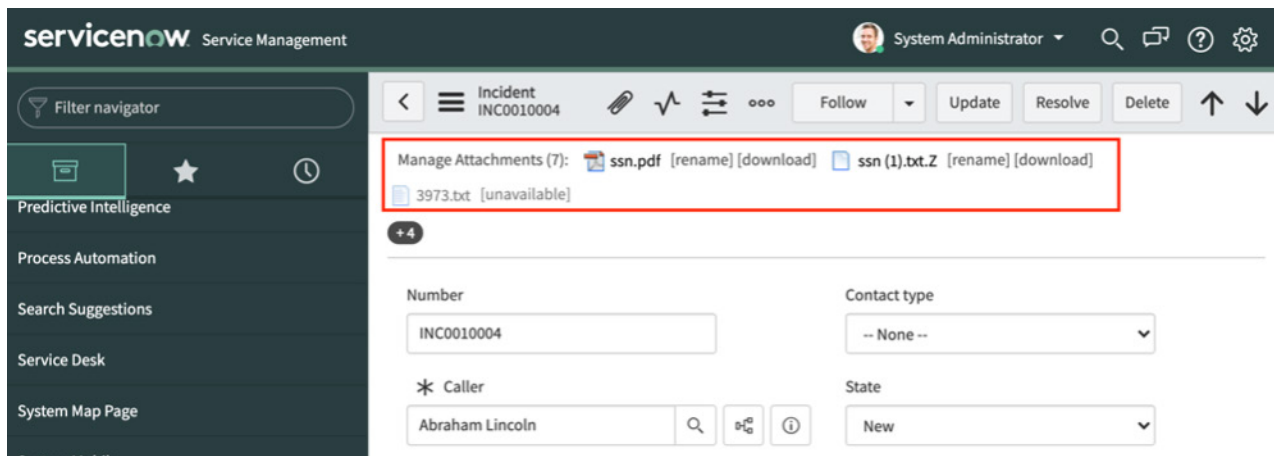 servicenow. Service Management
System Administrator
Filter navigator
Predictive Intelligence
Process Automation
Search Suggestions
Service Desk
System Map Page
Incident
INC0010004
Follow
Update
Resolve
Delete
Manage Attachments (7): ssn.pdf [rename] [download] ssn (1).txt.Z [rename] [download]
3973.txt [unavailable]
+4
Number
INC0010004
Contact type
-- None --
Caller
Abraham Lincoln
State
New